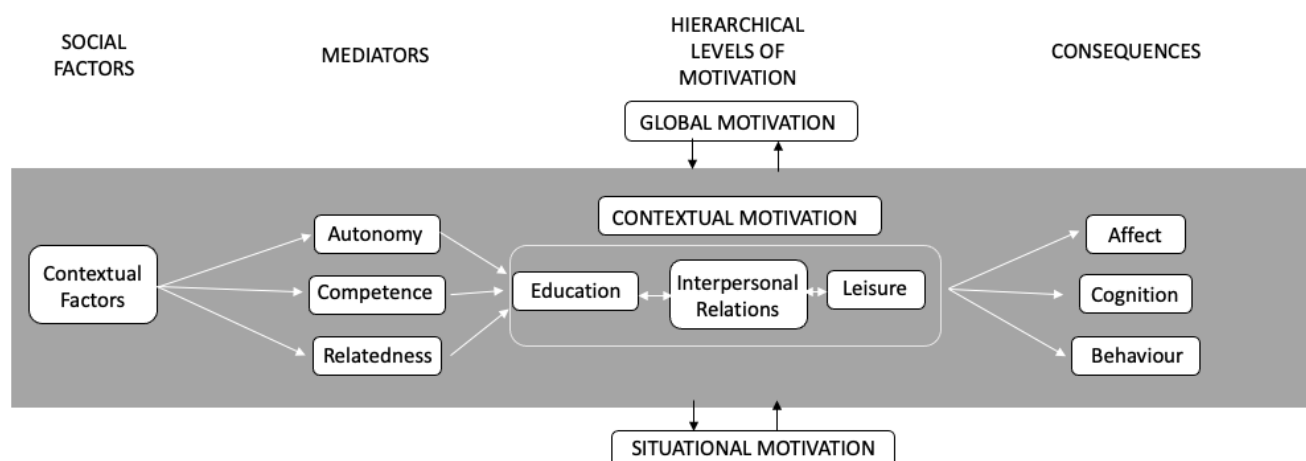 SOCIAL
FACTORS
MEDIATORS
HIERARCHICAL
LEVELS OF
MOTIVATION
CONSEQUENCES
GLOBAL MOTIVATION
CONTEXTUAL MOTIVATION
Contextual
Factors
Autonomy
Competence
Relatedness
Education
Interpersonal
Relations
Leisure
Affect
Cognition
Behaviour
SITUATIONAL MOTIVATION